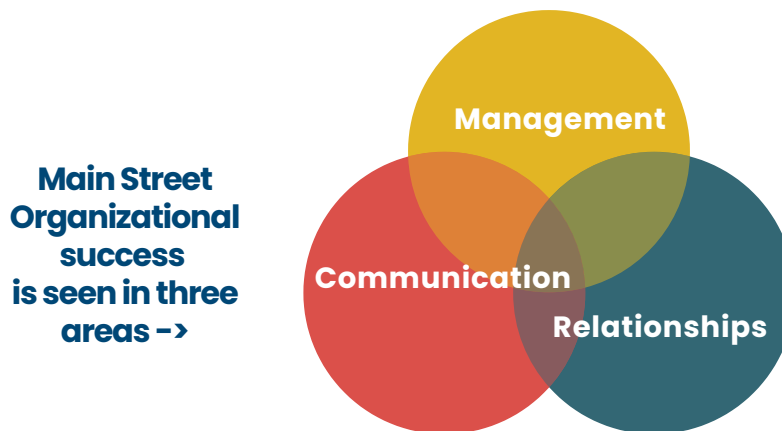 Main Street
Organizational
success
is seen in three
areas ->
Management
Communication
Relationships